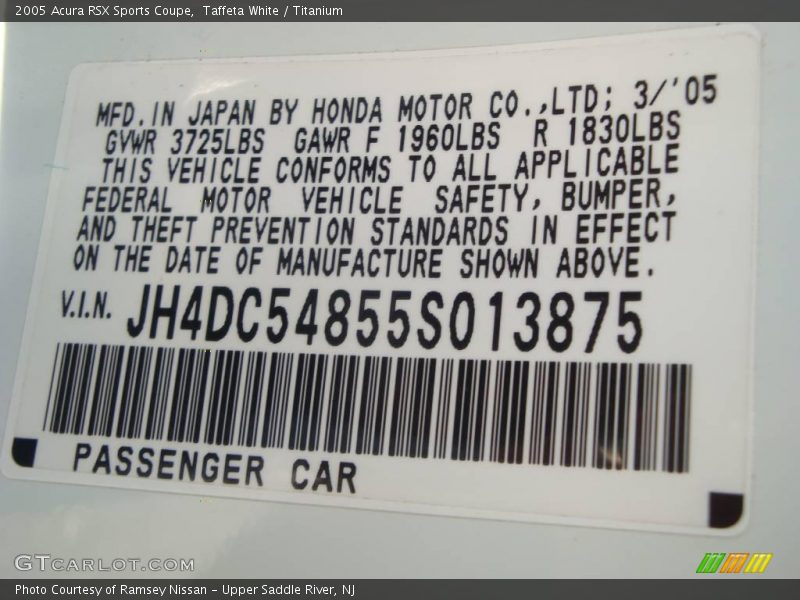 2005 Acura RSX Sports Coupe, Taffeta White / Titanium
MFD. IN JAPAN BY HONDA MOTOR CO., LTD; 3/'05
GVWR 3725LBS GAWR F 1960LBS R 1830LBS
THIS VEHICLE CONFORMS TO ALL APPLICABLE
FEDERAL MOTOR VEHICLE SAFETY, BUMPER,
AND THEFT PREVENTION STANDARDS IN EFFECT
ON THE DATE OF MANUFACTURE SHOWN ABOVE.
V.I.N. JH4DC54855S013875
PASSENGER CAR
GTCARLOT.COM
Photo Courtesy of Ramsey Nissan - Upper Saddle River, NJ